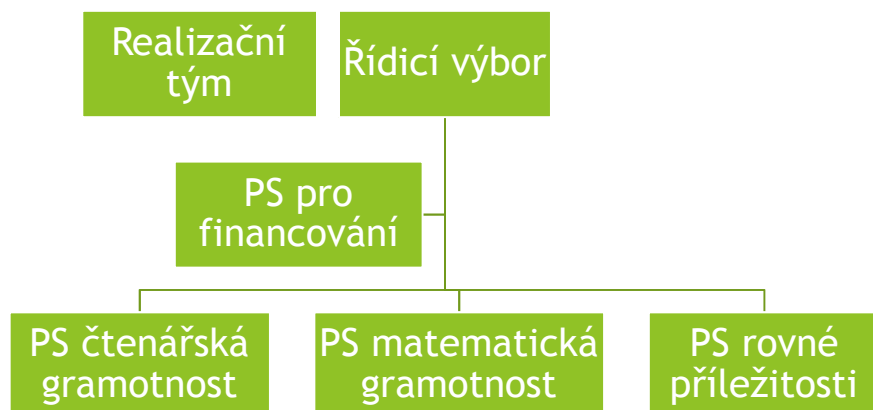 Realizační
tým
Řídicí výbor
PS pro
financování
PS čtenářská
gramotnost
PS matematická
gramotnost
PS rovné
příležitosti